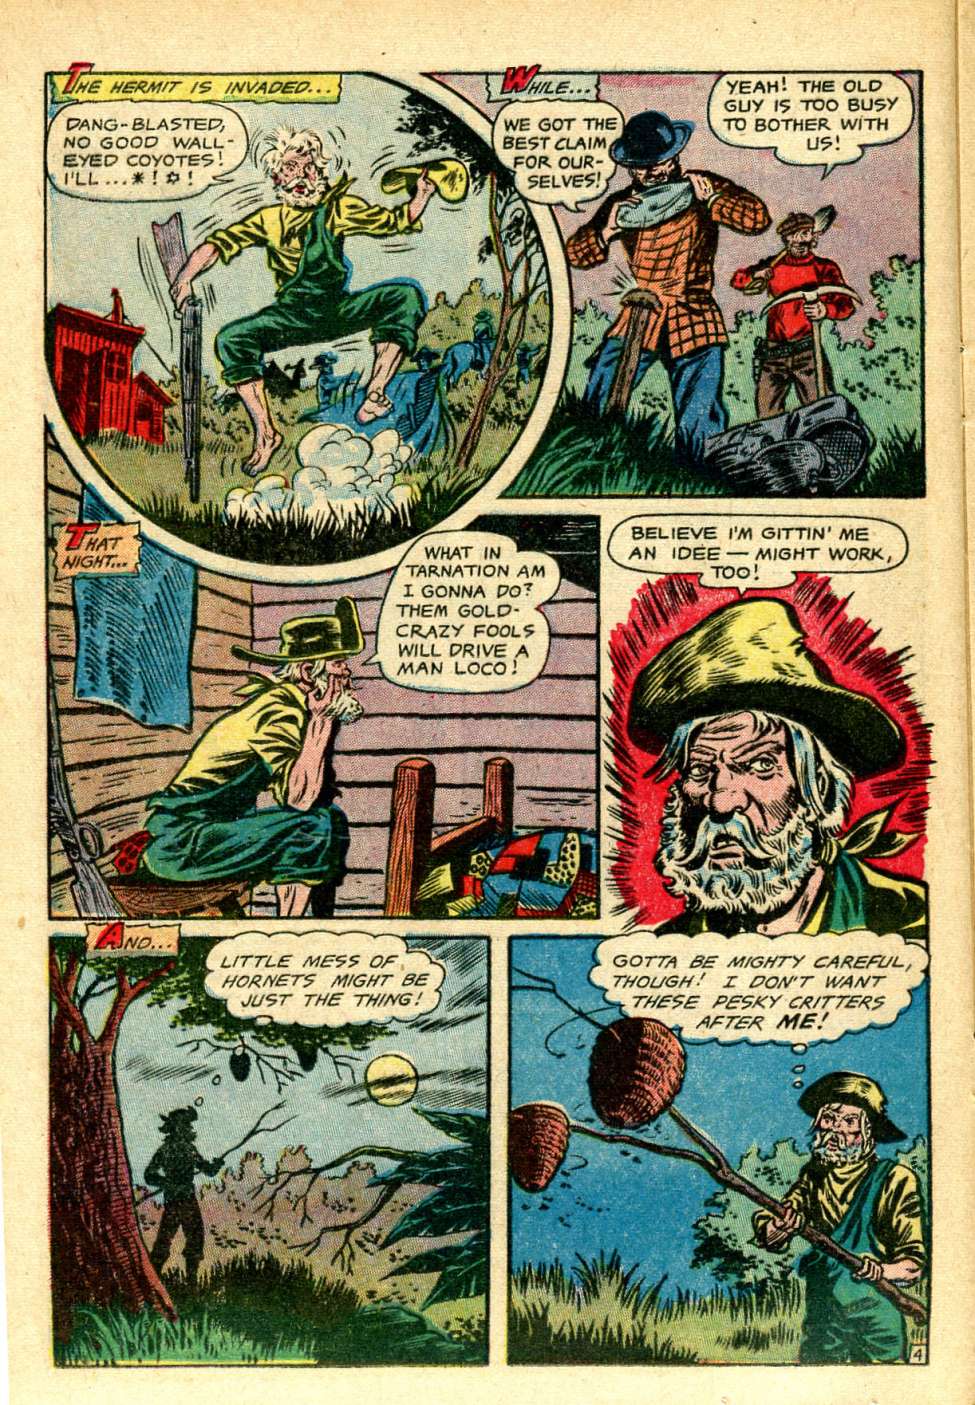 THE HERMIT IS INVADED...
DANG-BLASTED,
NO GOOD WALL-
EYED COYOTES!
I'LL...*!✡!
WHILE...
WE GOT THE
BEST CLAIM
FOR OUR-
SELVES!
YEAH! THE OLD
GUY IS TOO BUSY
TO BOTHER WITH
US!
THAT
NIGHT...
WHAT IN
TARNATION AM
I GONNA DO?
THEM GOLD-
CRAZY FOOLS
WILL DRIVE A
MAN LOCO!
BELIEVE I'M GITTIN' ME
AN IDEE — MIGHT WORK,
TOO!
AND...
LITTLE MESS OF
HORNETS MIGHT BE
JUST THE THING!
GOTTA BE MIGHTY CAREFUL,
THOUGH! I DON'T WANT
THESE PESKY CRITTERS
AFTER ME!
4